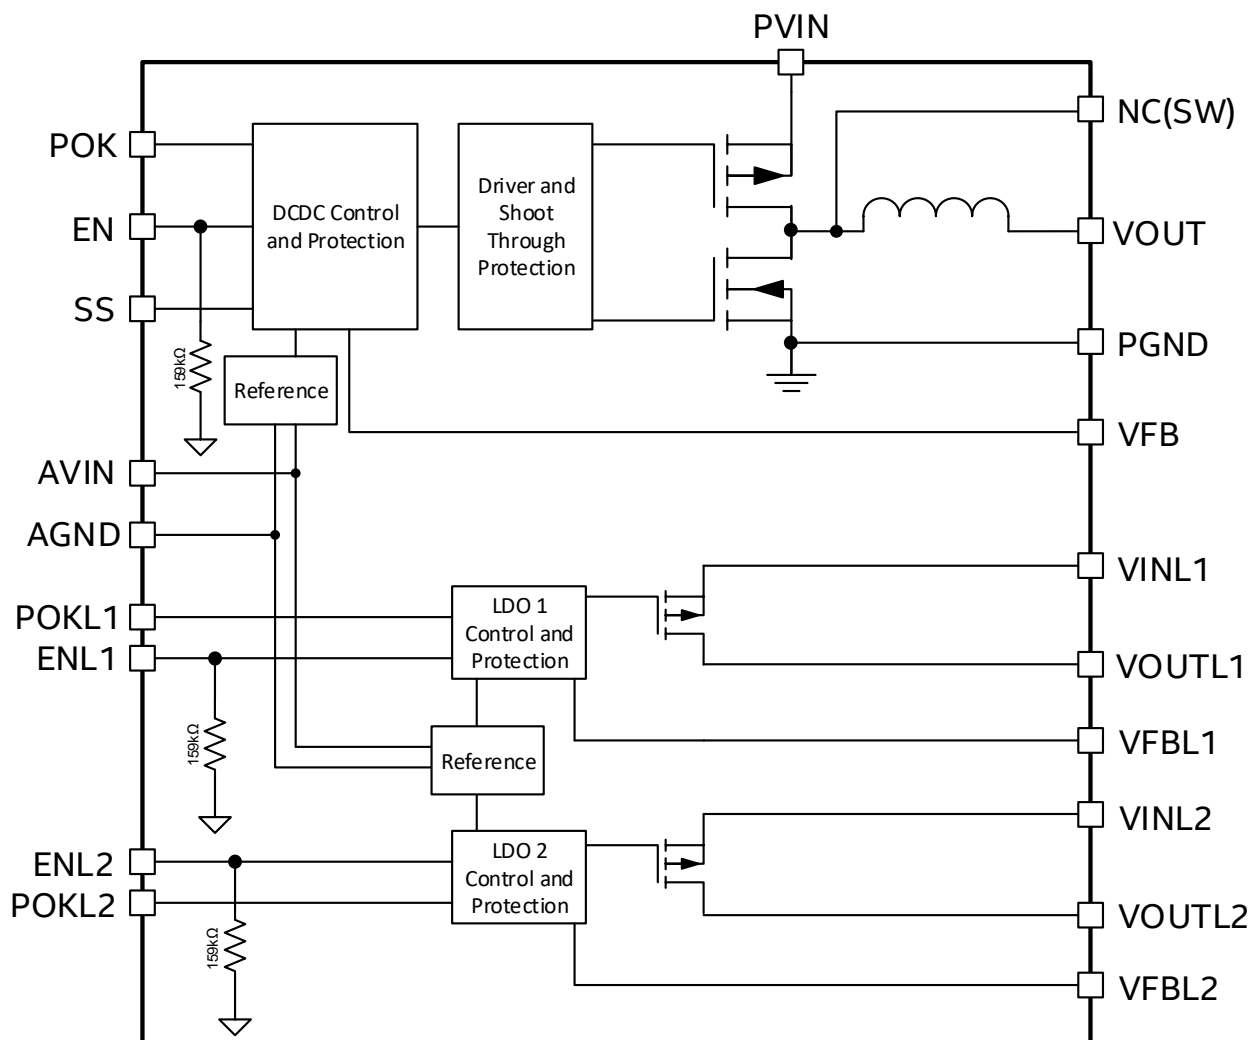 PVIN
NC(SW)
POK
EN
SS
DCDC Control
and Protection
Driver and
Shoot
Through
Protection
VOUT
PGND
159kΩ
Reference
VFB
AVIN
AGND
VINL1
POKL1
ENL1
LDO 1
Control and
Protection
VOUTL1
159kΩ
Reference
VFBL1
VINL2
ENL2
POKL2
LDO 2
Control and
Protection
VOUTL2
159kΩ
VFBL2